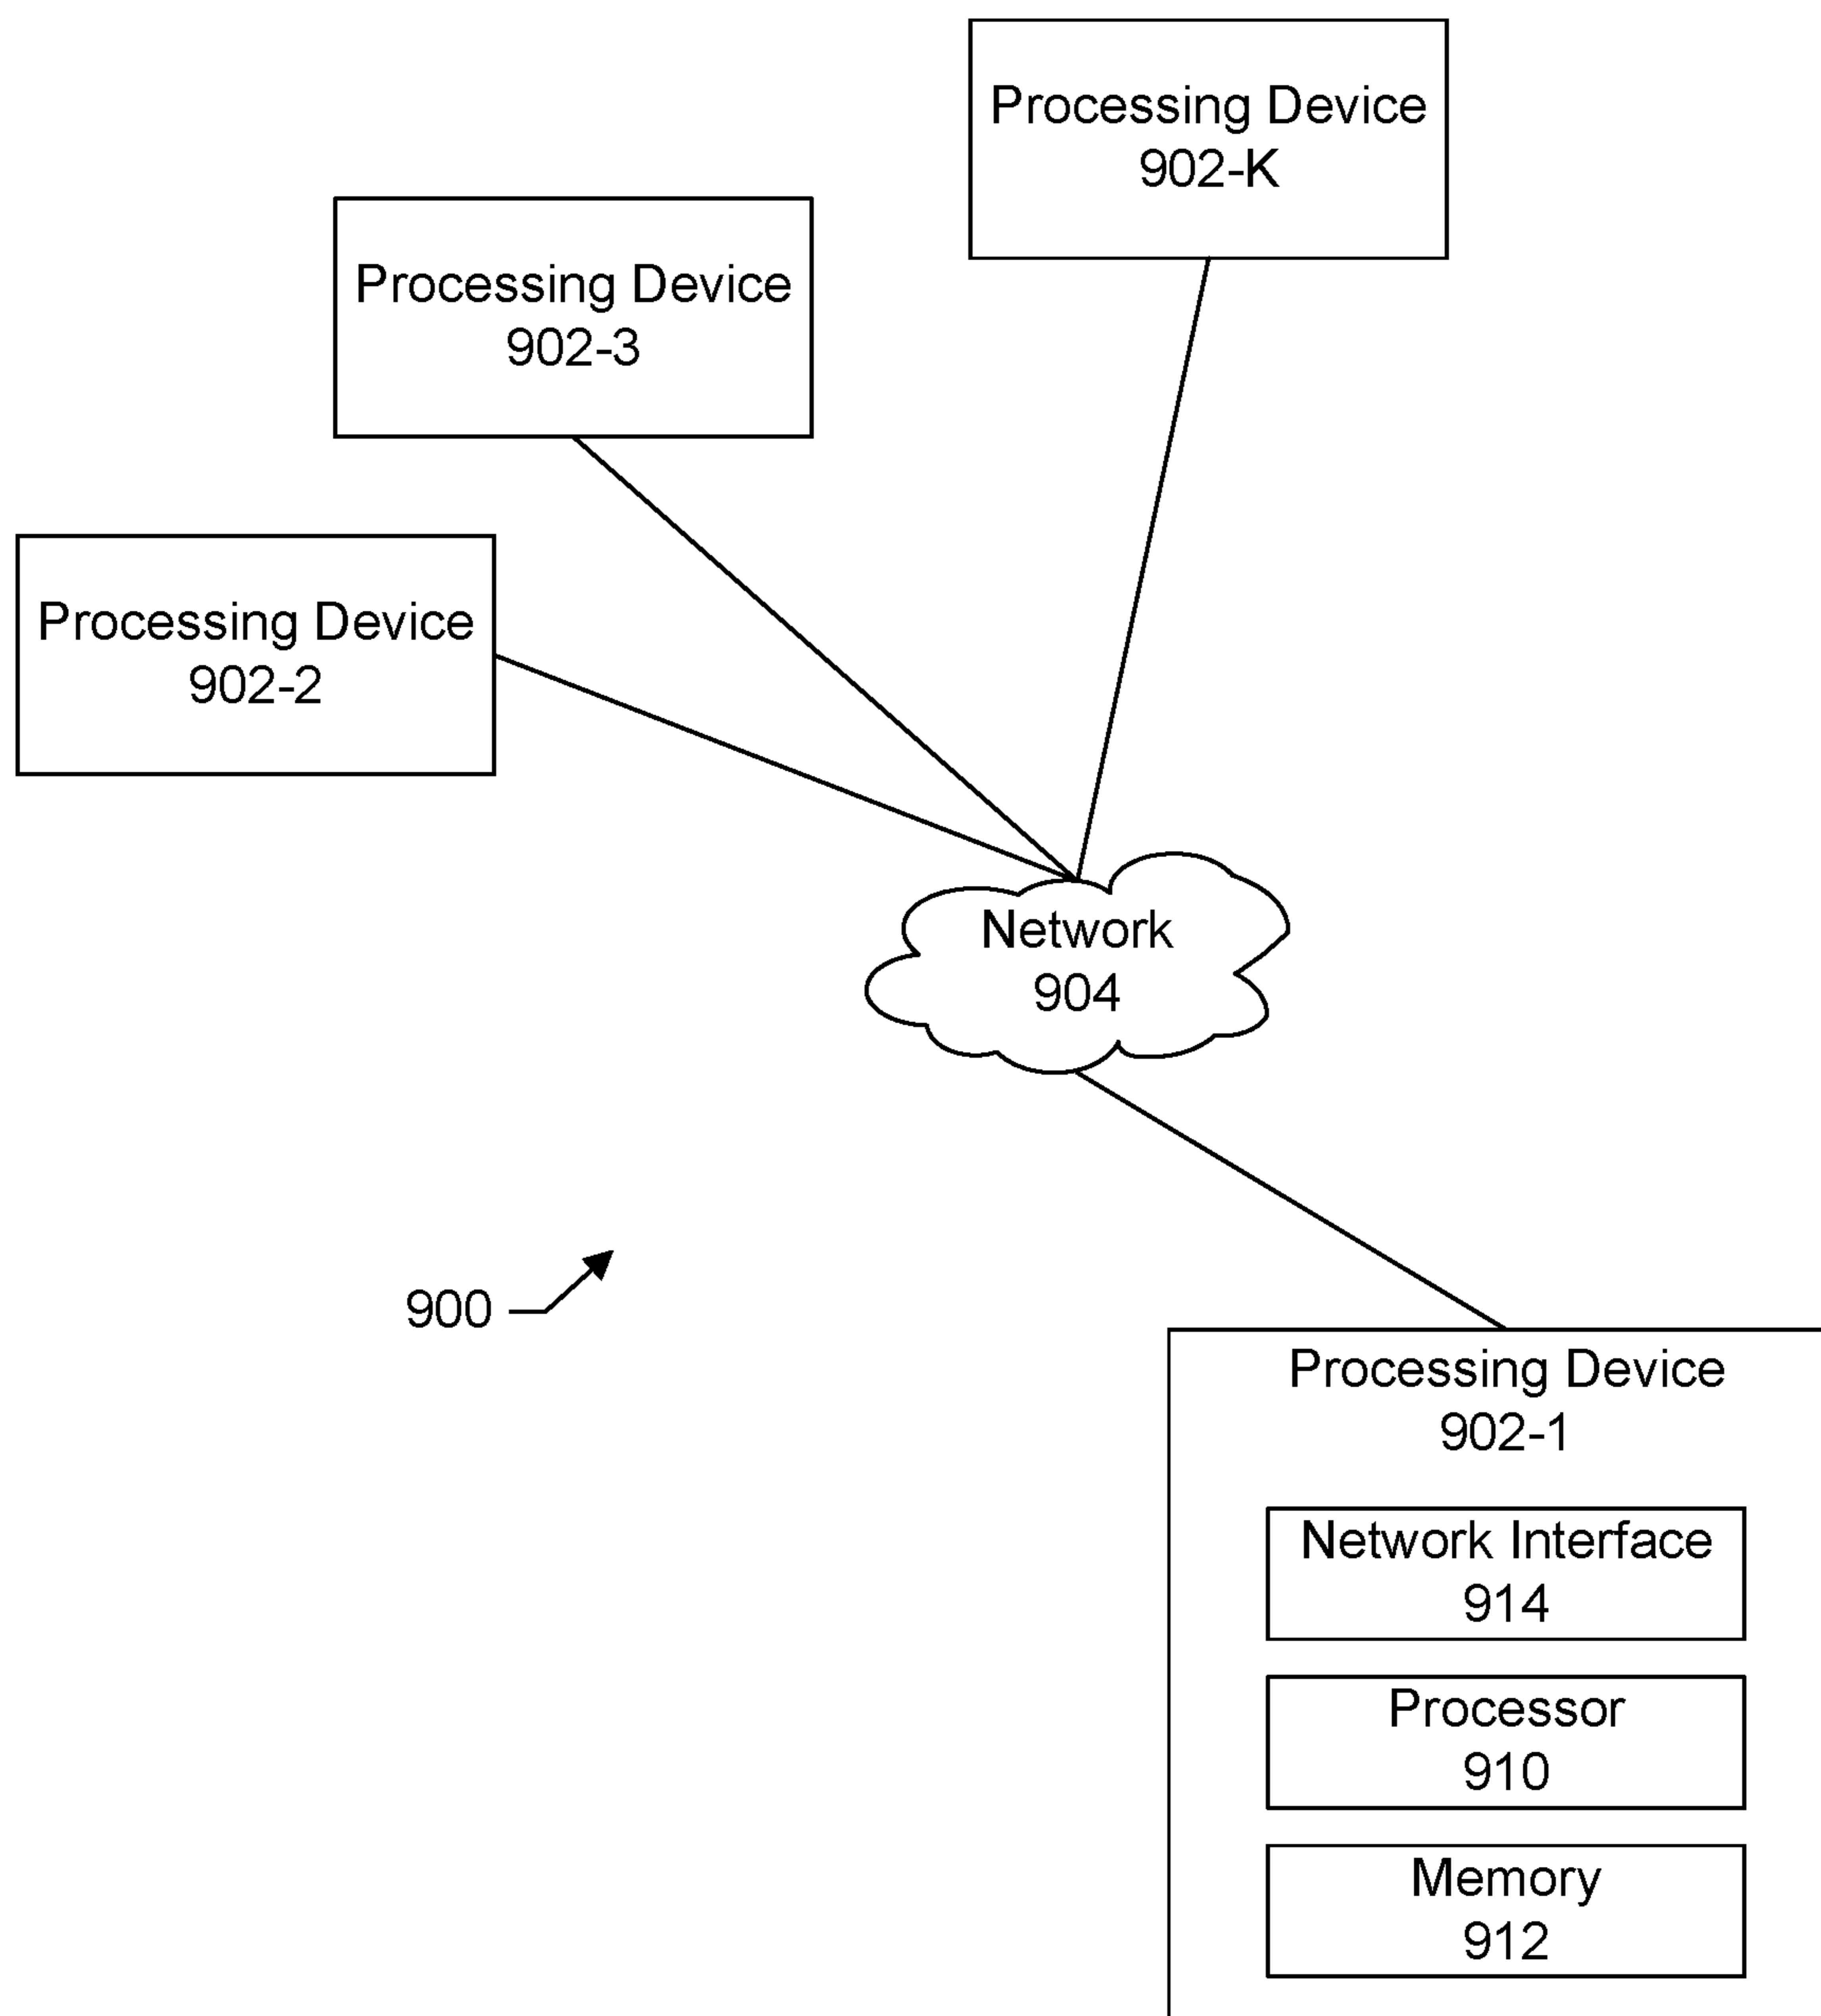 Processing Device
902-K
Processing Device
902-3
Processing Device
902-2
Network
904
900
Processing Device
902-1
Network Interface
914
Processor
910
Memory
912